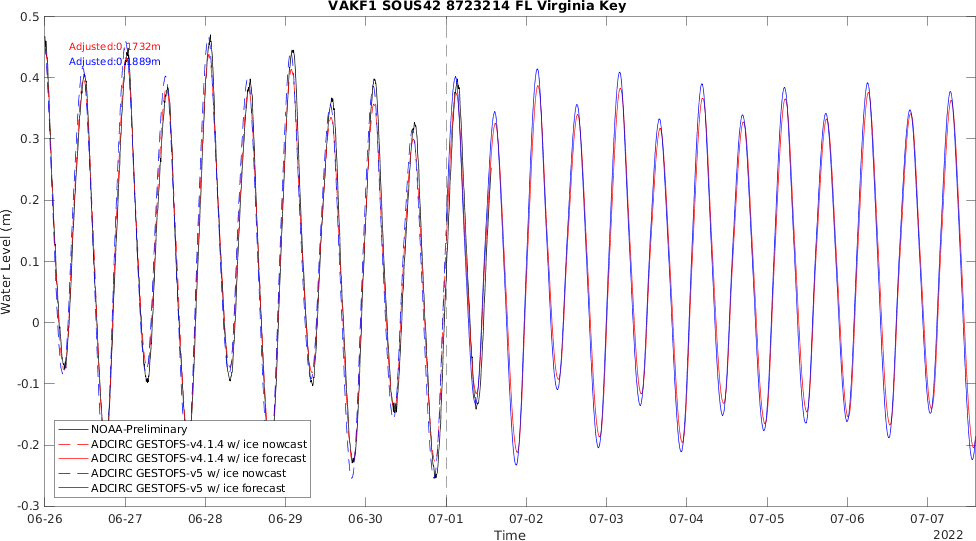 VAKF1 SOUS42 8723214 FL Virginia Key
0.5
Adjusted:0.1732m
Adjusted:0.1889m
0.4
0.3
0.2
0.1
0
-0.1
-0.2
-0.3
Water Level (m)
NOAA-Preliminary
ADCIRC GESTOFS-v4.1.4 w/ ice nowcast
ADCIRC GESTOFS-v4.1.4 w/ ice forecast
ADCIRC GESTOFS-v5 w/ ice nowcast
ADCIRC GESTOFS-v5 w/ ice forecast
06-26 06-27 06-28 06-29 06-30 07-01 07-02 07-03 07-04 07-05 07-06 07-07
Time
2022